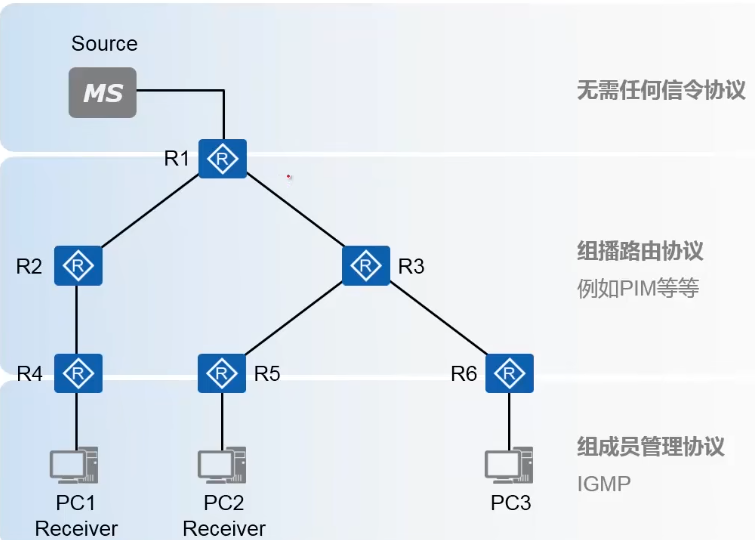 Source
MS
无需任何信令协议
R1
R
组播路由协议
例如PIM等等
R2
R
R
R3
R4
R
R
R5
R6
R
组成员管理协议
IGMP
PC1
Receiver
PC2
Receiver
PC3